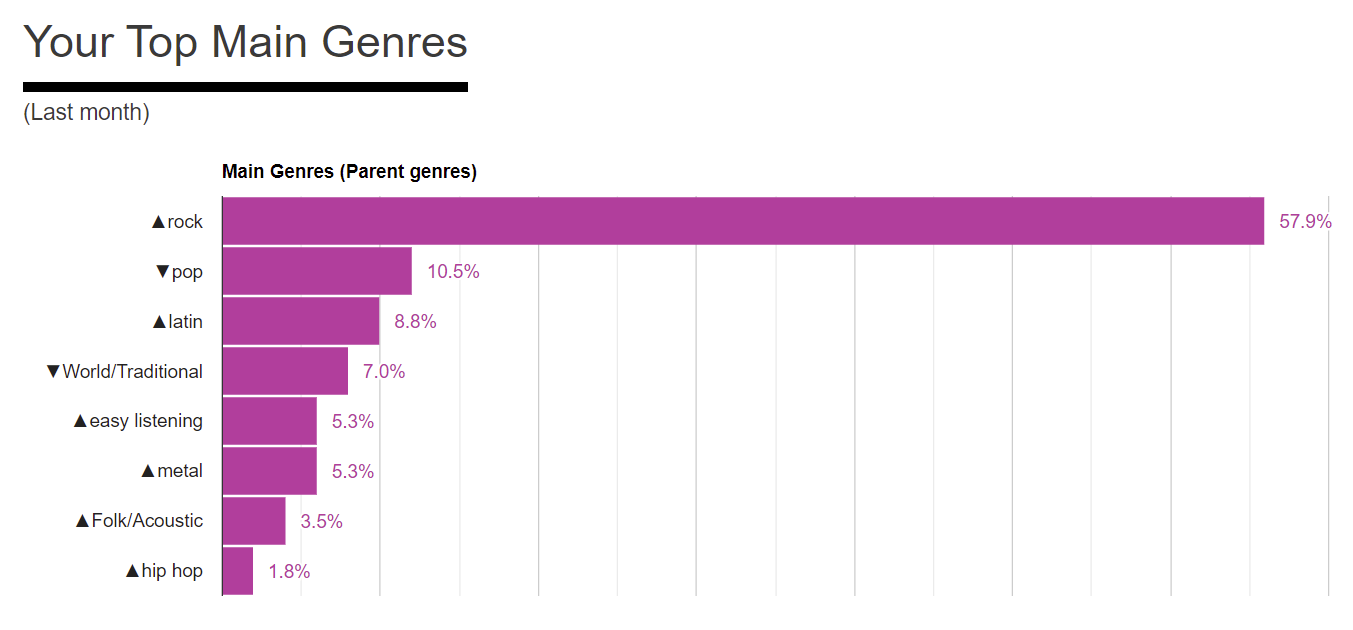 Your Top Main Genres
(Last month)
Main Genres (Parent genres)
▲rock 57.9%
▼pop 10.5%
▲latin 8.8%
▼World/Traditional 7.0%
▲easy listening 5.3%
▲metal 5.3%
▲Folk/Acoustic 3.5%
▲hip hop 1.8%